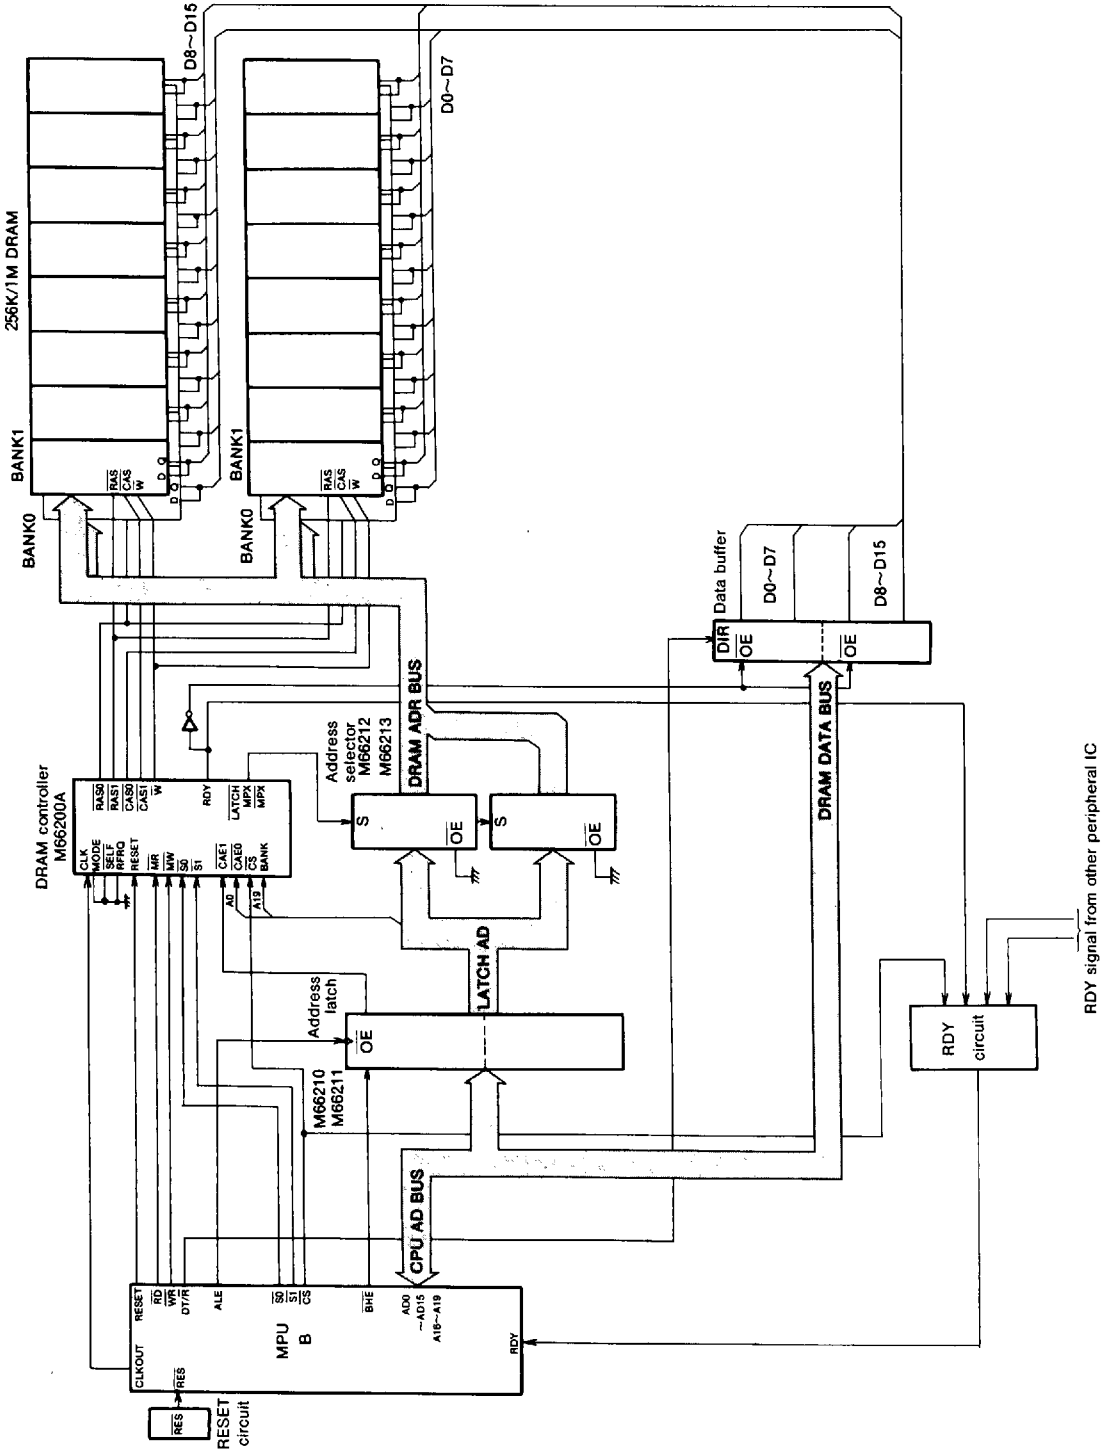 256K/1M DRAM
BANK1
BANK0
RAS
CAS
W
D Q
D Q
D8~D15
BANK1
BANK0
RAS
CAS
W
D Q
D Q
D0~D7
DRAM controller
M66200A
CLK
MODE
SELF
RFRQ
RESET
MR
MW
S0
S1
CAE1
CAE0
CS
BANK
A0
A19
RAS0
RAS1
CAS0
CAS1
W
RDY
LATCH
MPX
MPX
Address
selector
M66212
M66213
S
OE
S
OE
DRAM ADR BUS
Data buffer
DIR
OE
OE
D0~D7
D8~D15
DRAM DATA BUS
Address
latch
OE
M66210
M66211
LATCH AD
CPU AD BUS
RES
RESET
circuit
CLKOUT
RES
MPU
B
RESET
RD
WR
DT/R
ALE
S0
S1
CS
BHE
AD0
~AD15
A16~A19
RDY
RDY
circuit
RDY signal from other peripheral IC